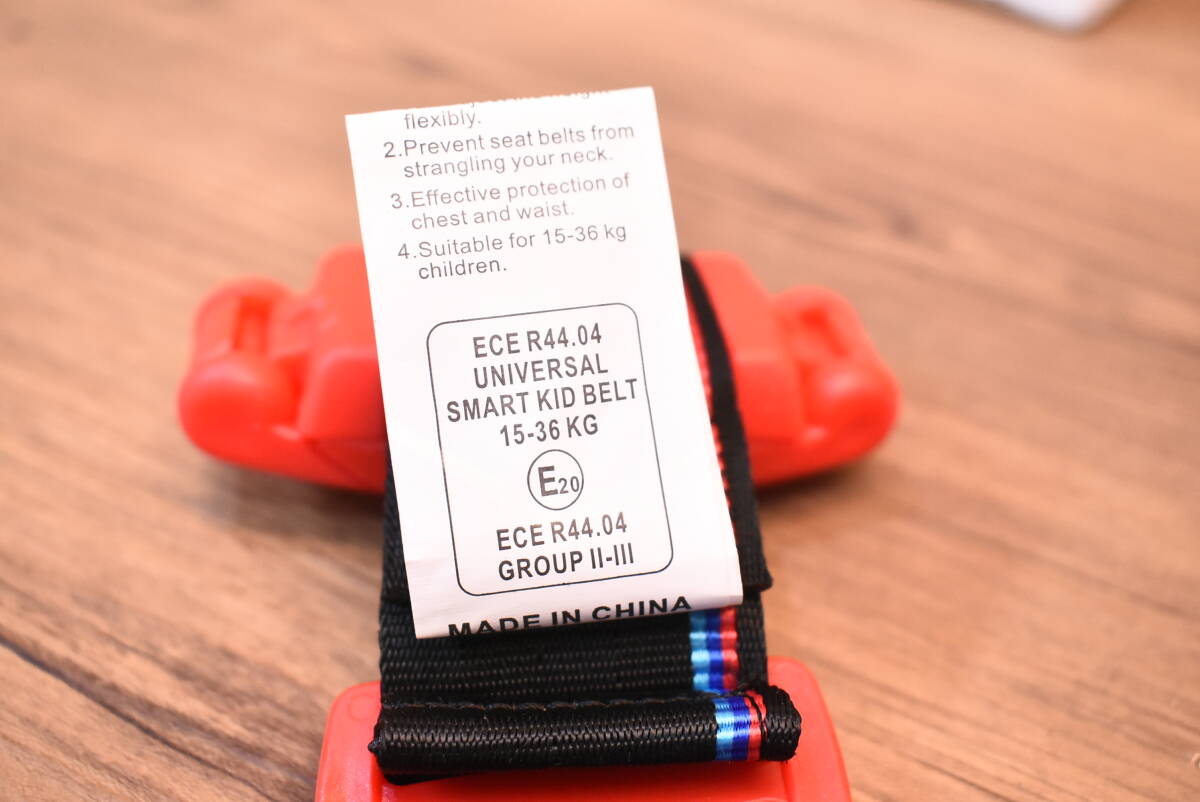 flexibly.
2.Prevent seat belts from
strangling your neck.
3.Effective protection of
chest and waist.
4.Suitable for 15-36 kg
children.
ECE R44.04
UNIVERSAL
SMART KID BELT
15-36 KG
E20
ECE R44.04
GROUP II-III
MADE IN CHINA